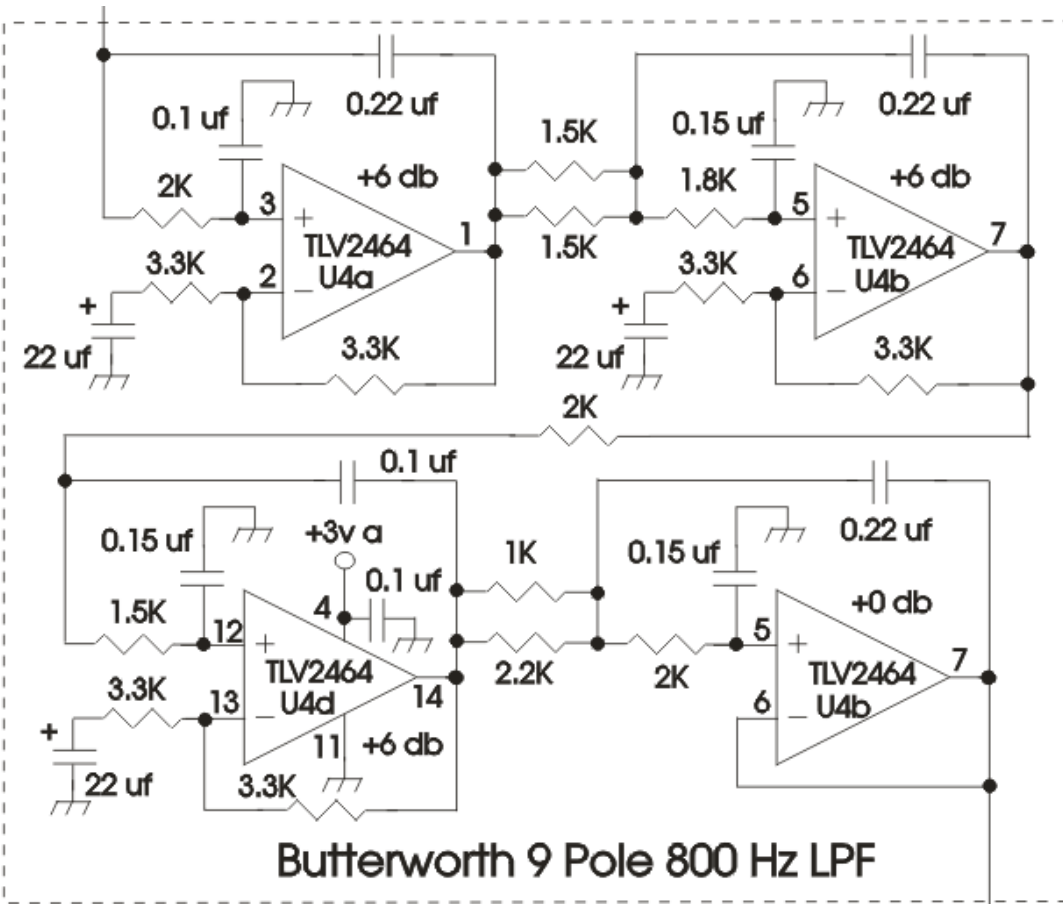 0.22 uf
0.1 uf
+6 db
2K
3
+
TLV2464
U4a
1
3.3K
2
−
+
22 uf
3.3K
1.5K
1.5K
0.22 uf
0.15 uf
+6 db
1.8K
5
+
TLV2464
U4b
7
3.3K
6
−
+
22 uf
3.3K
2K
0.1 uf
0.15 uf
+3v a
0.1 uf
4
1.5K
12
+
TLV2464
U4d
14
3.3K
13
−
+
22 uf
11
+6 db
3.3K
1K
2.2K
0.22 uf
0.15 uf
+0 db
2K
5
+
TLV2464
U4b
7
6
−
Butterworth 9 Pole 800 Hz LPF